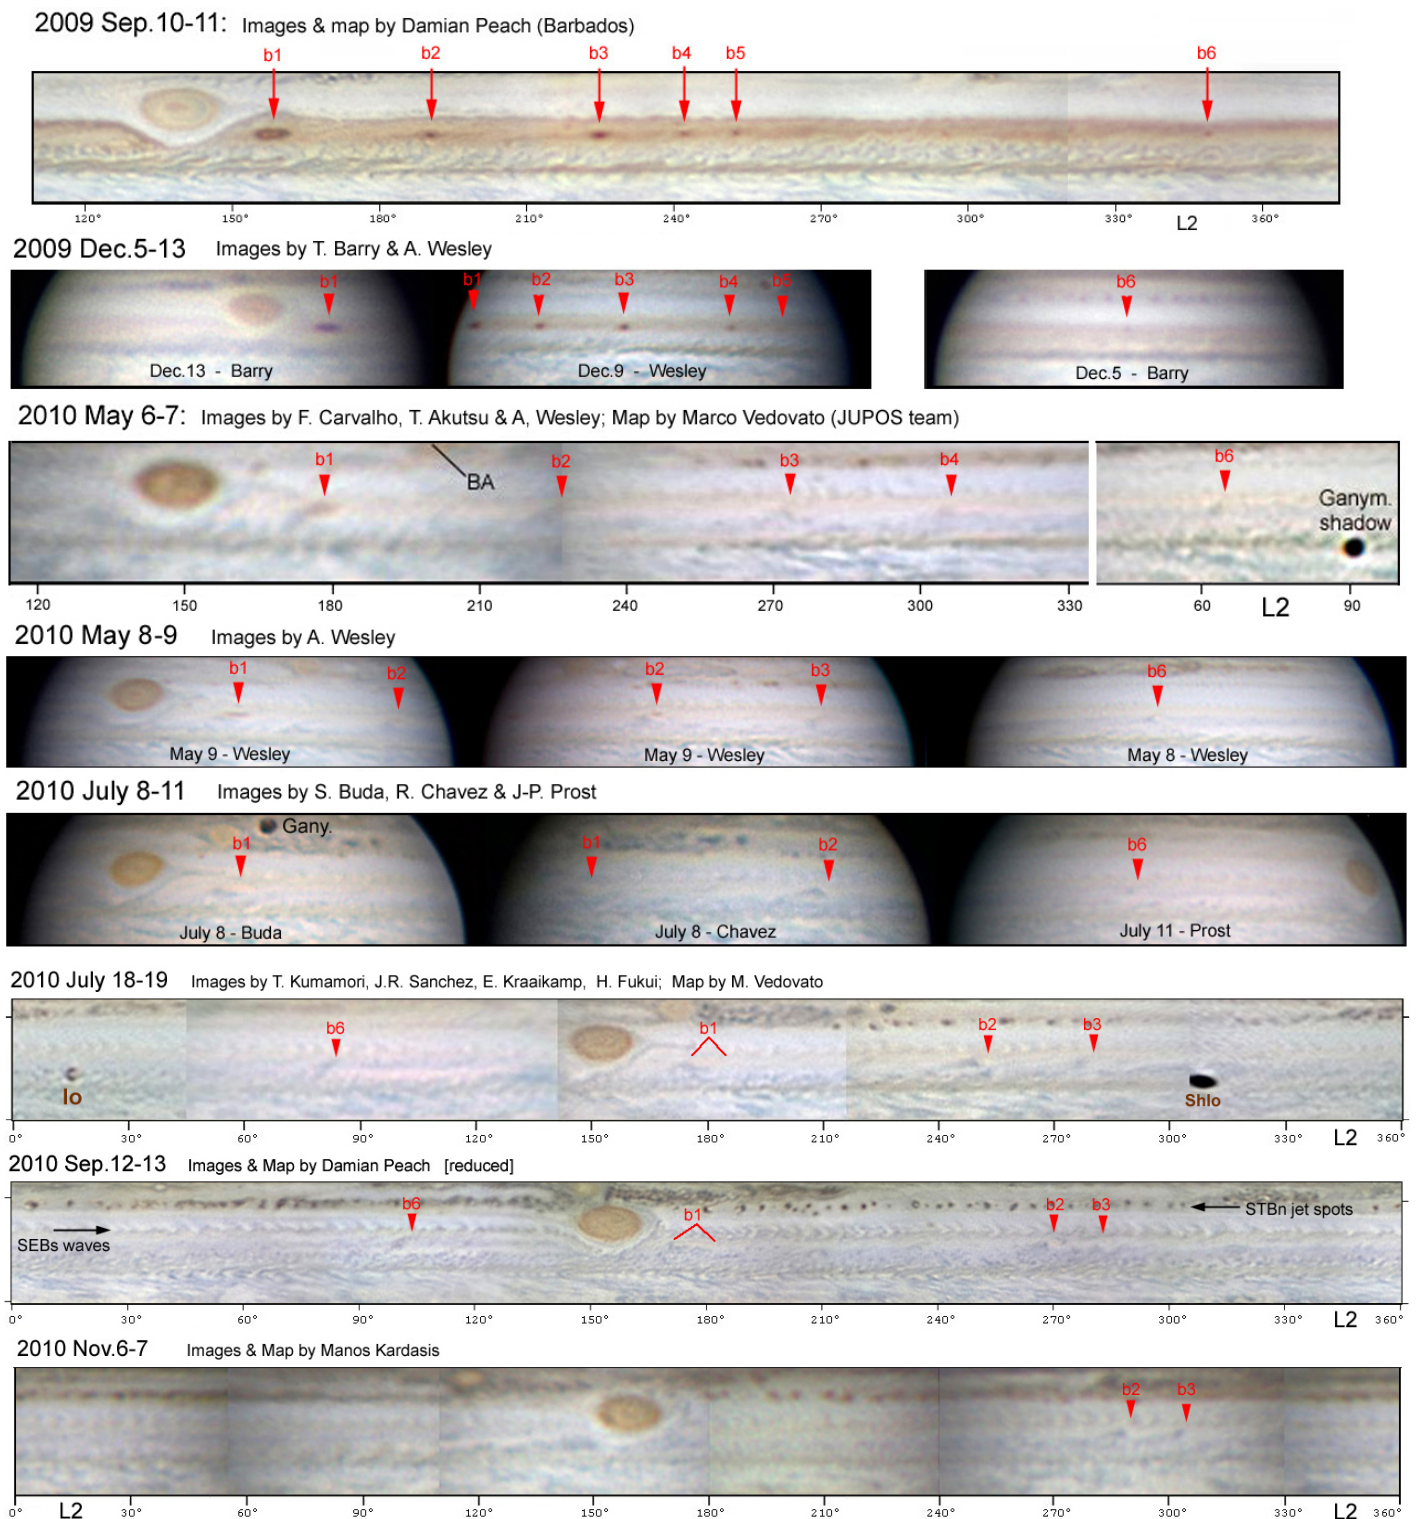 2009 Sep.10-11: Images & map by Damian Peach (Barbados)
b1 b2 b3 b4 b5 b6
120° 150° 180° 210° 240° 270° 300° 330° L2 360°
2009 Dec.5-13 Images by T. Barry & A. Wesley
b1 b1 b2 b3 b4 b5 b6
Dec.13 - Barry Dec.9 - Wesley Dec.5 - Barry
2010 May 6-7: Images by F. Carvalho, T. Akutsu & A, Wesley; Map by Marco Vedovato (JUPOS team)
b1 BA b2 b3 b4 b6
Ganym.
shadow
120 150 180 210 240 270 300 330 60 L2 90
2010 May 8-9 Images by A. Wesley
b1 b2 b2 b3 b6
May 9 - Wesley May 9 - Wesley May 8 - Wesley
2010 July 8-11 Images by S. Buda, R. Chavez & J-P. Prost
Gany.
b1 b1 b2 b6
July 8 - Buda July 8 - Chavez July 11 - Prost
2010 July 18-19 Images by T. Kumamori, J.R. Sanchez, E. Kraaikamp, H. Fukui; Map by M. Vedovato
b6 b1 b2 b3
Io ShIo
0° 30° 60° 90° 120° 150° 180° 210° 240° 270° 300° 330° L2 360°
2010 Sep.12-13 Images & Map by Damian Peach [reduced]
b6 b1 b2 b3 STBn jet spots
SEBs waves
0° 30° 60° 90° 120° 150° 180° 210° 240° 270° 300° 330° L2 360°
2010 Nov.6-7 Images & Map by Manos Kardasis
b2 b3
0° L2 30° 60° 90° 120° 150° 180° 210° 240° 270° 300° 330° L2 360°